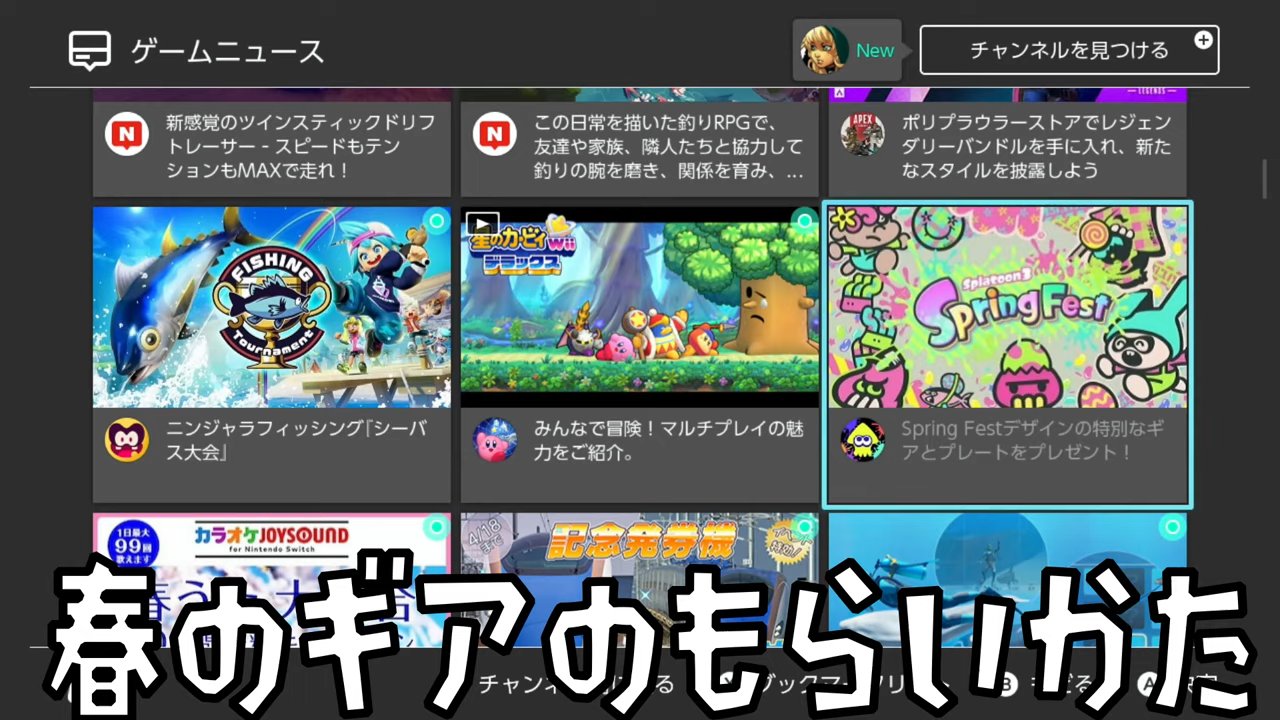 ゲームニュース
New
チャンネルを見つける
新感覚のツインスティックドリフ
トレーサー - スピードもテン
ションもMAXで走れ！
この日常を描いた釣りRPGで、
友達や家族、隣人たちと協力して
釣りの腕を磨き、関係を育み、...
APEX
LEGENDS
ポリプラウラーストアでレジェン
ダリーバンドルを手に入れ、新た
なスタイルを披露しよう
FISHING
Tournament
ニンジャラフィッシング『シーバ
ス大会』
星のカービィWii
デラックス
みんなで冒険！マルチプレイの魅
力をご紹介。
Splatoon3
SpringFest
Spring Festデザインの特別なギ
アとプレートをプレゼント！
1日最大
99回
歌えます
カラオケJOYSOUND
for Nintendo Switch
4/18
まで
記念発券機
春のギアのもらいかた